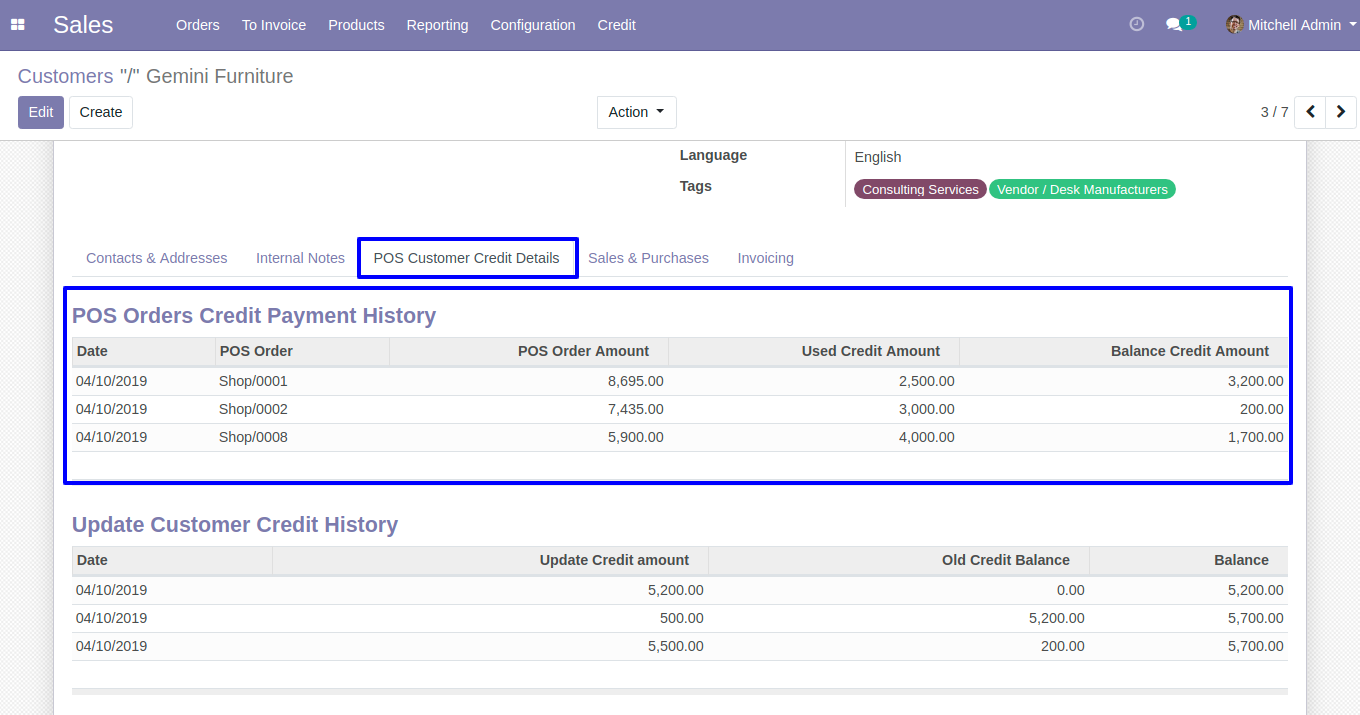 Sales Orders To Invoice Products Reporting Configuration Credit 1 Mitchell Admin
Customers "/" Gemini Furniture
Edit Create Action 3 / 7
Language English
Tags Consulting Services Vendor / Desk Manufacturers
Contacts & Addresses Internal Notes POS Customer Credit Details Sales & Purchases Invoicing
POS Orders Credit Payment History
Date POS Order POS Order Amount Used Credit Amount Balance Credit Amount
04/10/2019 Shop/0001 8,695.00 2,500.00 3,200.00
04/10/2019 Shop/0002 7,435.00 3,000.00 200.00
04/10/2019 Shop/0008 5,900.00 4,000.00 1,700.00
Update Customer Credit History
Date Update Credit amount Old Credit Balance Balance
04/10/2019 5,200.00 0.00 5,200.00
04/10/2019 500.00 5,200.00 5,700.00
04/10/2019 5,500.00 200.00 5,700.00